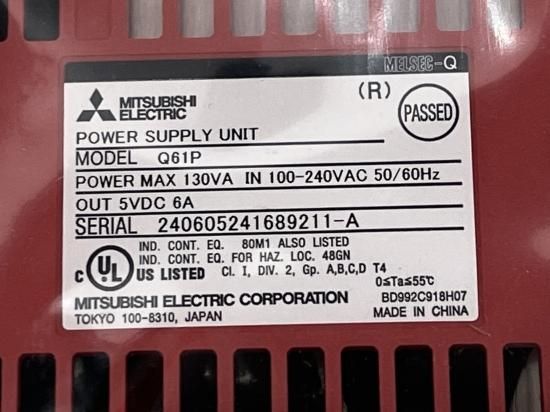 MELSEC-Q
MITSUBISHI
ELECTRIC
(R)
PASSED
POWER SUPPLY UNIT
MODEL Q61P
POWER MAX 130VA IN 100-240VAC 50/60Hz
OUT 5VDC 6A
SERIAL 240605241689211-A
IND. CONT. EQ. 80M1 ALSO LISTED
IND. CONT. EQ. FOR HAZ. LOC. 48GN
C UL US LISTED Cl. I, DIV. 2, Gp. A,B,C,D T4
0≤Ta≤55℃
MITSUBISHI ELECTRIC CORPORATION BD992C918H07
TOKYO 100-8310, JAPAN MADE IN CHINA